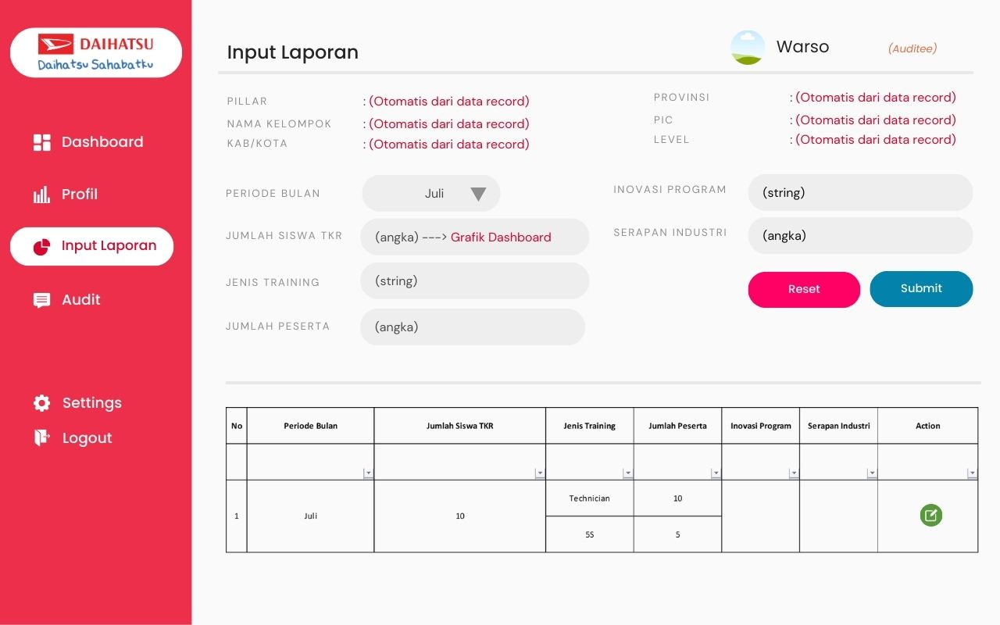 DAIHATSU
Daihatsu Sahabatku
Dashboard
Profil
Input Laporan
Audit
Settings
Logout
Input Laporan
Warso
(Auditee)
PILLAR : (Otomatis dari data record)
NAMA KELOMPOK : (Otomatis dari data record)
KAB/KOTA : (Otomatis dari data record)
PROVINSI : (Otomatis dari data record)
PIC : (Otomatis dari data record)
LEVEL : (Otomatis dari data record)
PERIODE BULAN Juli
JUMLAH SISWA TKR (angka) ---> Grafik Dashboard
JENIS TRAINING (string)
JUMLAH PESERTA (angka)
INOVASI PROGRAM (string)
SERAPAN INDUSTRI (angka)
Reset Submit
No Periode Bulan Jumlah Siswa TKR Jenis Training Jumlah Peserta Inovasi Program Serapan Industri Action
1 Juli 10 Technician 10
5S 5